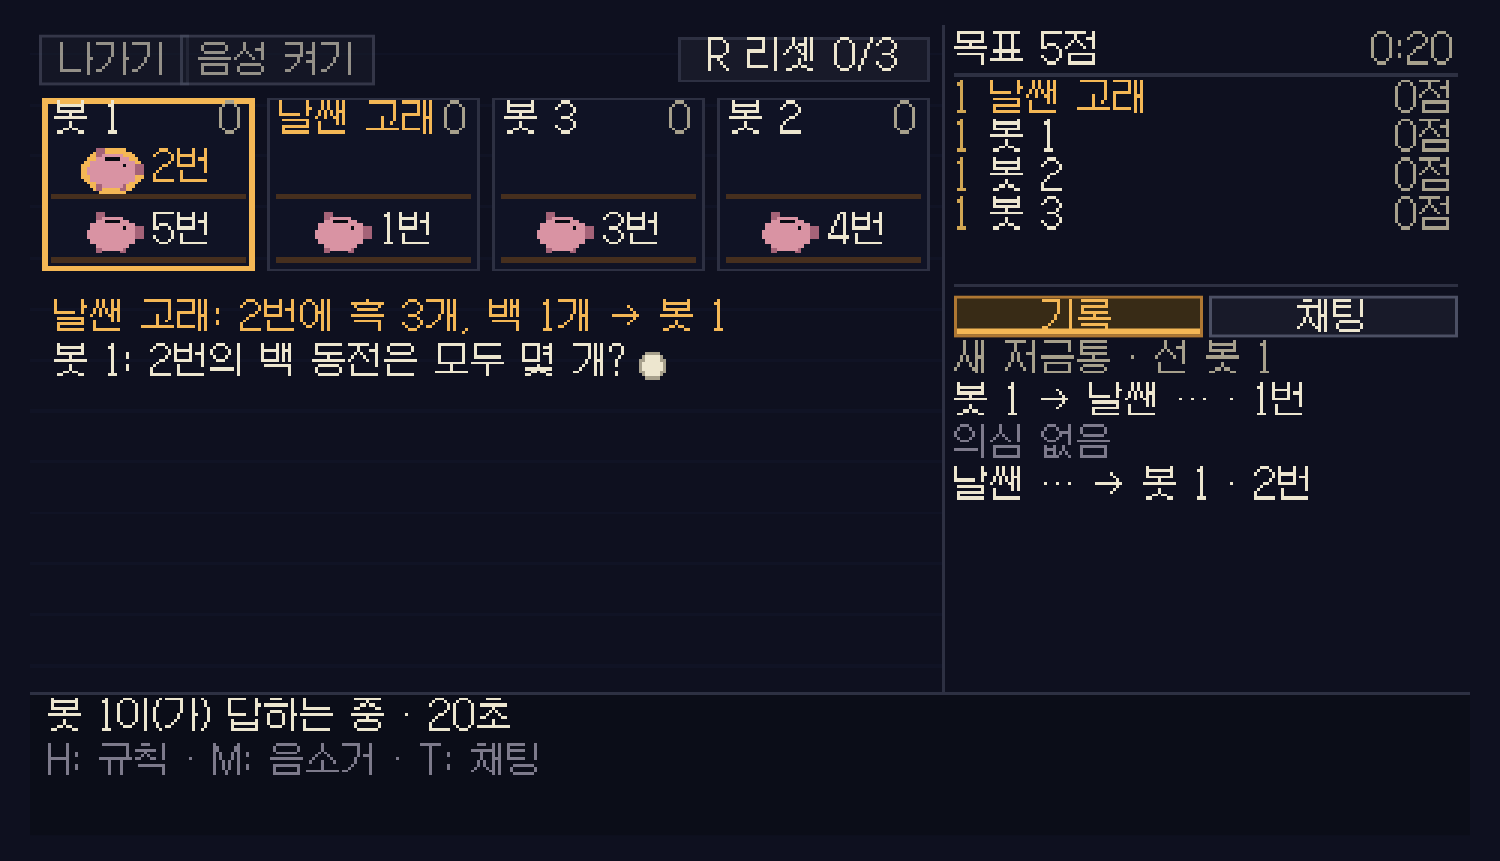 나가기 음성 켜기 R 리셋 0/3
봇 1 0 날쌘 고래 0 봇 3 0 봇 2 0
2번
5번 1번 3번 4번
날쌘 고래: 2번에 흑 3개, 백 1개 → 봇 1
봇 1: 2번의 백 동전은 모두 몇 개?
목표 5점 0:20
1 날쌘 고래 0점
1 봇 1 0점
1 봇 2 0점
1 봇 3 0점
기록 채팅
새 저금통 · 선 봇 1
봇 1 → 날쌘 … · 1번
의심 없음
날쌘 … → 봇 1 · 2번
봇 1이(가) 답하는 중 · 20초
H: 규칙 · M: 음소거 · T: 채팅